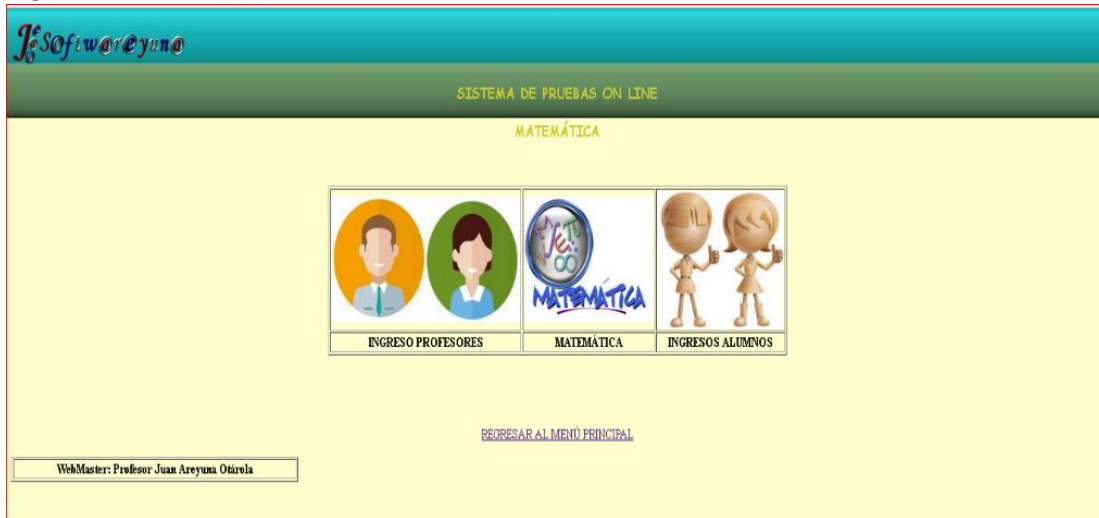 JeSoftw@r@yun@
SISTEMA DE PRUEBAS ON LINE
MATEMÁTICA
MATEMÁTICA
INGRESO PROFESORES
MATEMÁTICA
INGRESOS ALUMNOS
REGRESAR AL MENÚ PRINCIPAL
WebMaster: Profesor Juan Areyuna Otárola